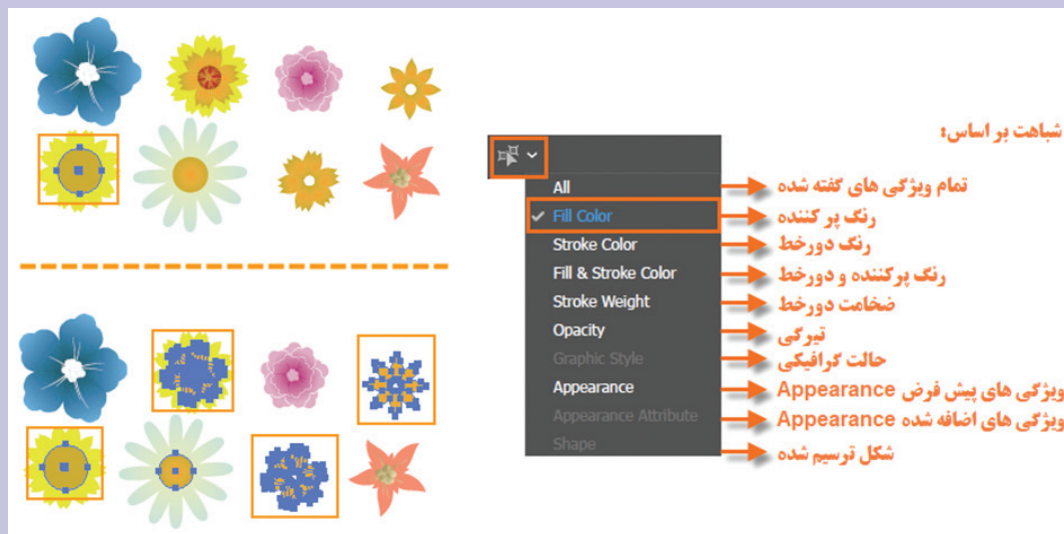 شباهت بر اساس:
All
تمام ویژگی های گفته شده
Fill Color
رنگ پر کننده
Stroke Color
رنگ دورخط
Fill & Stroke Color
رنگ پرکننده و دورخط
Stroke Weight
ضخامت دورخط
Opacity
تیرگی
Graphic Style
حالت گرافیکی
Appearance
ویژگی های پیش فرض Appearance
Appearance Attribute
ویژگی های اضافه شده Appearance
Shape
شکل ترسیم شده